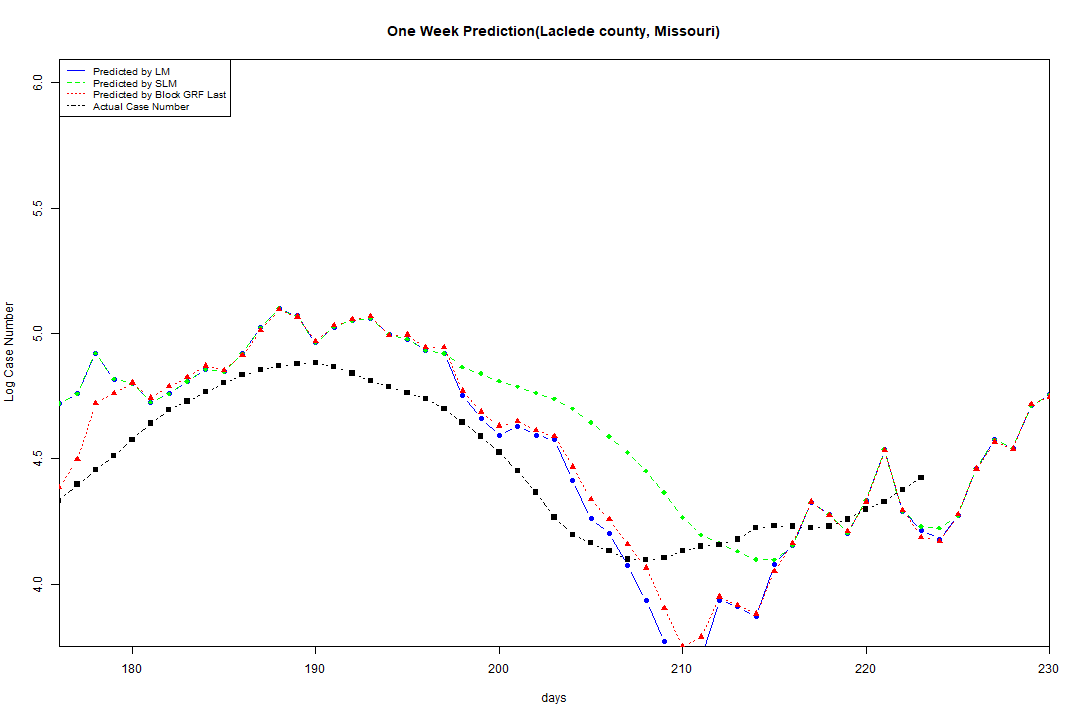 One Week Prediction(Laclede county, Missouri)
Predicted by LM
Predicted by SLM
Predicted by Block GRF Last
Actual Case Number
6.0
5.5
5.0
4.5
4.0
Log Case Number
180 190 200 210 220 230
days